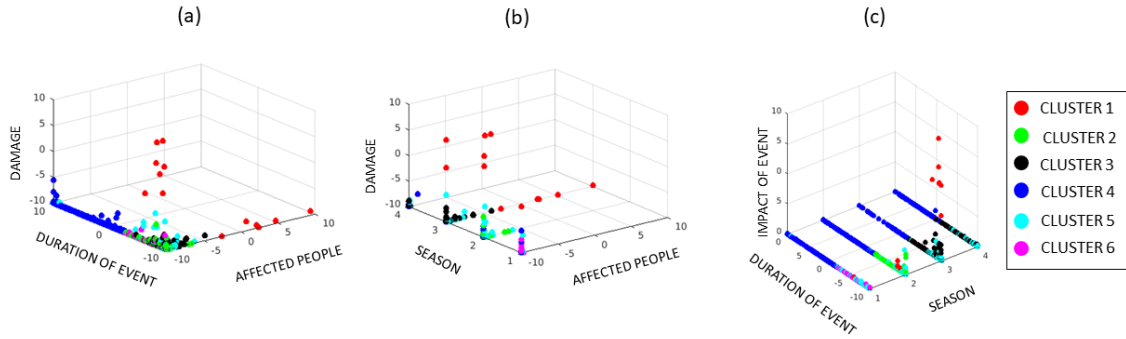 (a)
(b)
(c)
DAMAGE
10
5
0
-5
-10
10
0
-10
DURATION OF EVENT
-10
-5
0
5
10
AFFECTED PEOPLE
DAMAGE
10
5
0
-5
-10
4
3
2
1
SEASON
-10
-5
0
5
10
AFFECTED PEOPLE
IMPACT OF EVENT
10
5
0
5
0
0
5
0
-5
-10
DURATION OF EVENT
1
2
3
4
SEASON
CLUSTER 1
CLUSTER 2
CLUSTER 3
CLUSTER 4
CLUSTER 5
CLUSTER 6